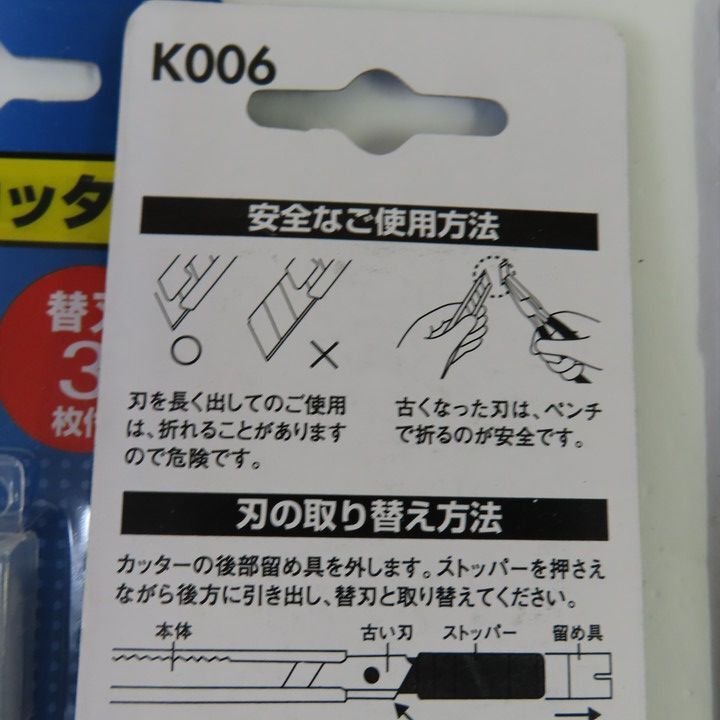 K006
ッタ
替刃
3
枚付
安全なご使用方法
刃を長く出してのご使用
は、折れることがあります
ので危険です。
古くなった刃は、ペンチ
で折るのが安全です。
刃の取り替え方法
カッターの後部留め具を外します。ストッパーを押さえ
ながら後方に引き出し、替刃と取り替えてください。
本体 古い刃 ストッパー 留め具